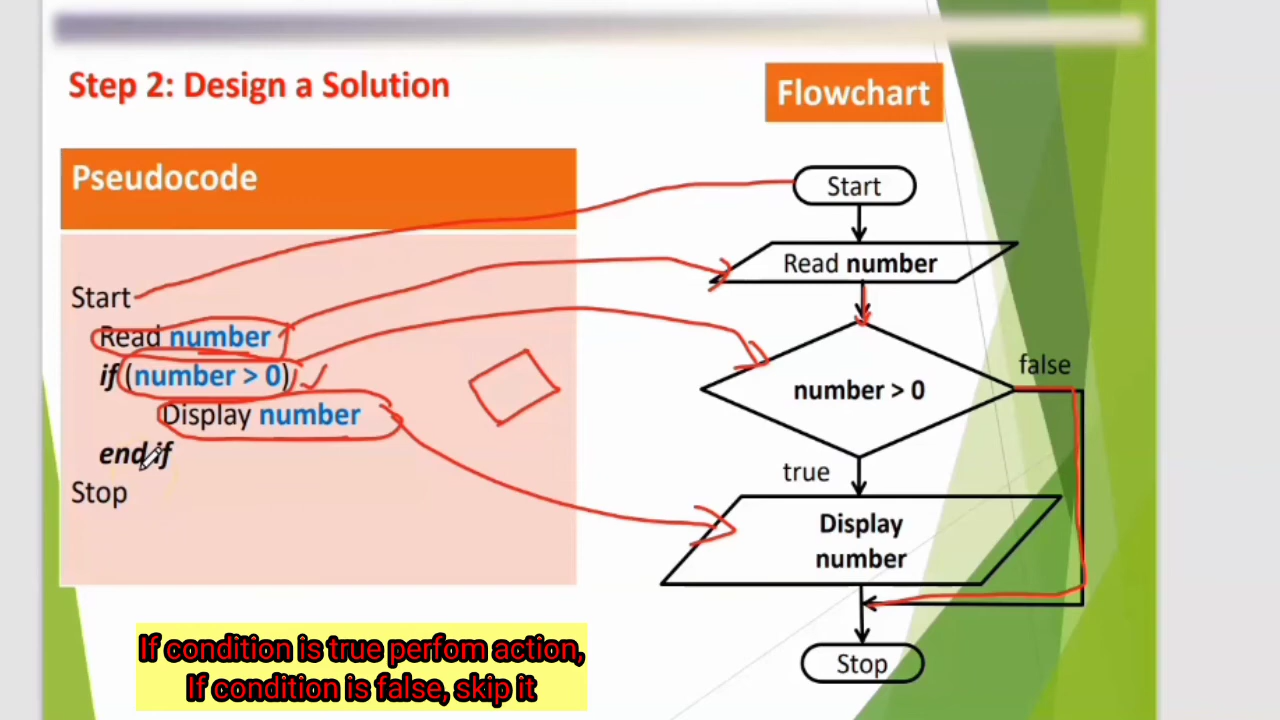 Step 2: Design a Solution
Flowchart
Pseudocode
Start
Read number
if (number > 0)
Display number
end if
Stop
Start
Read number
number > 0
false
true
Display
number
Stop
If condition is true perfom action,
If condition is false, skip it